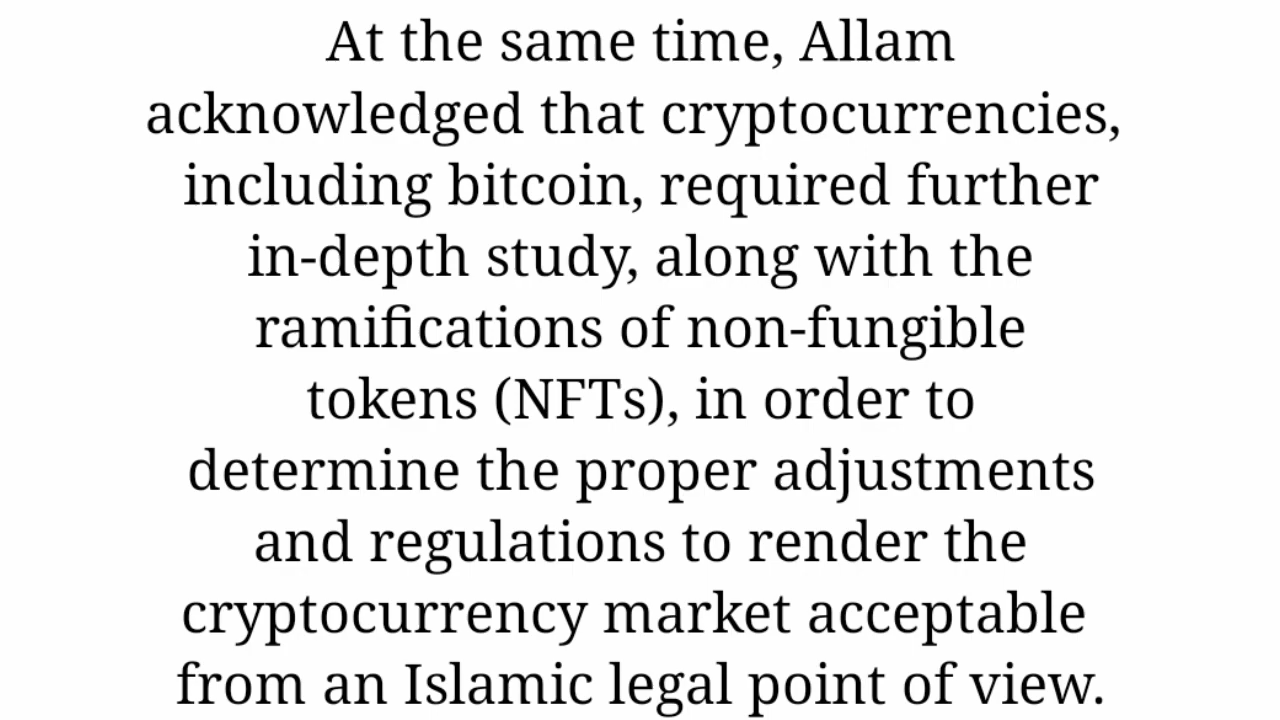 At the same time, Allam
acknowledged that cryptocurrencies,
including bitcoin, required further
in-depth study, along with the
ramifications of non-fungible
tokens (NFTs), in order to
determine the proper adjustments
and regulations to render the
cryptocurrency market acceptable
from an Islamic legal point of view.